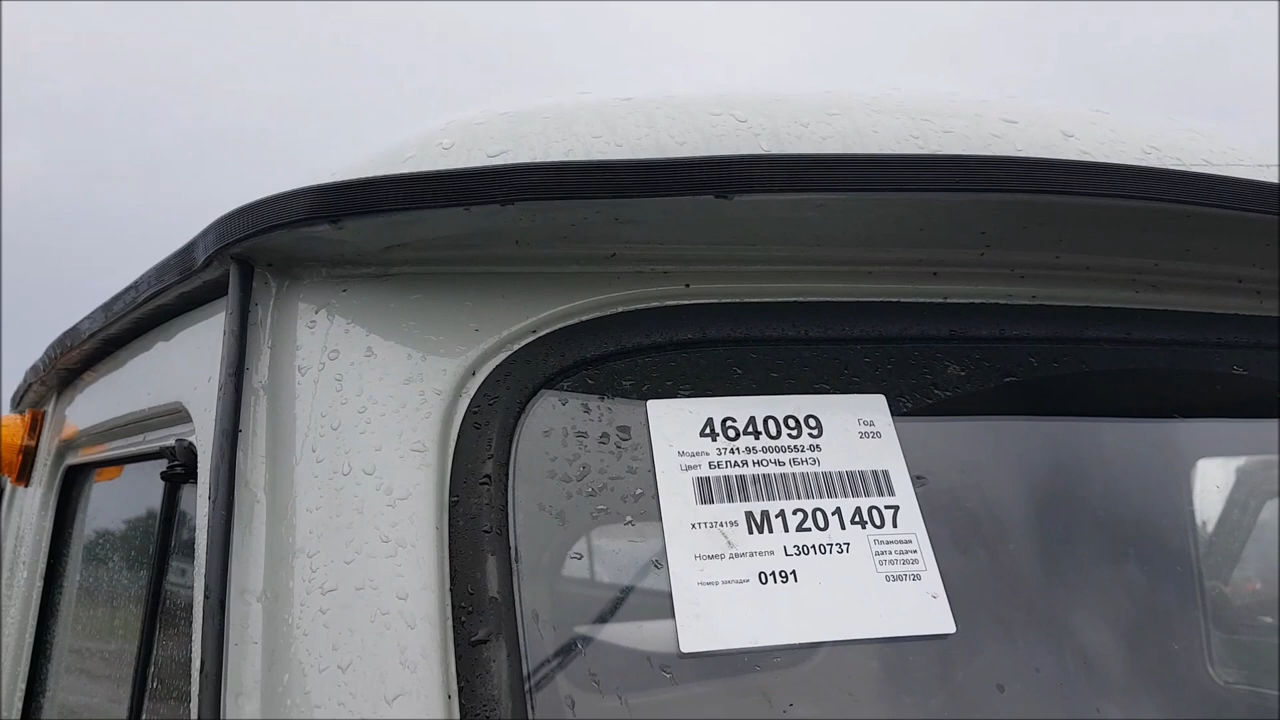 464099
Год
2020
Модель 3741-95-0000552-05
Цвет БЕЛАЯ НОЧЬ (БНЭ)
XTT374195 M1201407
Номер двигателя L3010737
Плановая
дата сдачи
07/07/2020
Номер закладки 0191
03/07/20